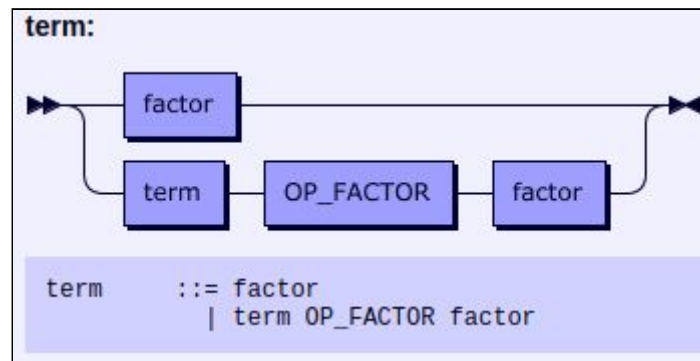 term:
factor
term OP_FACTOR factor
term ::= factor
| term OP_FACTOR factor